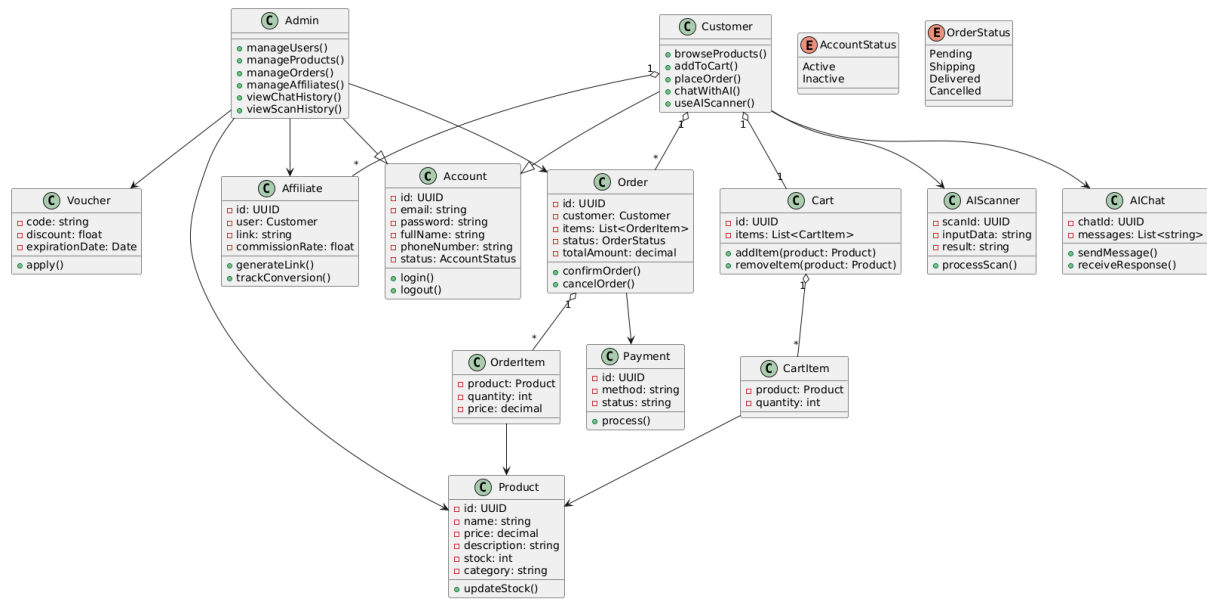 C Admin
manageUsers()
manageProducts()
manageOrders()
manageAffiliates()
viewChatHistory()
viewScanHistory()
C Customer
browseProducts()
addToCart()
placeOrder()
chatWithAI()
useAIScanner()
E AccountStatus
Active
Inactive
E OrderStatus
Pending
Shipping
Delivered
Cancelled
1
1
1
*
*
1
C Voucher
code: string
discount: float
expirationDate: Date
apply()
C Affiliate
id: UUID
user: Customer
link: string
commissionRate: float
generateLink()
trackConversion()
C Account
id: UUID
email: string
password: string
fullName: string
phoneNumber: string
status: AccountStatus
login()
logout()
C Order
id: UUID
customer: Customer
items: List<OrderItem>
status: OrderStatus
totalAmount: decimal
confirmOrder()
cancelOrder()
C Cart
id: UUID
items: List<CartItem>
addItem(product: Product)
removeItem(product: Product)
C AIScanner
scanId: UUID
inputData: string
result: string
processScan()
C AIChat
chatId: UUID
messages: List<string>
sendMessage()
receiveResponse()
1
1
*
*
C OrderItem
product: Product
quantity: int
price: decimal
C Payment
id: UUID
method: string
status: string
process()
C CartItem
product: Product
quantity: int
C Product
id: UUID
name: string
price: decimal
description: string
stock: int
category: string
updateStock()